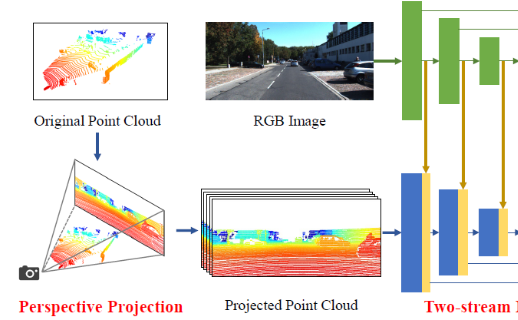 Original Point Cloud
RGB Image
Perspective Projection
Projected Point Cloud
Two-stream